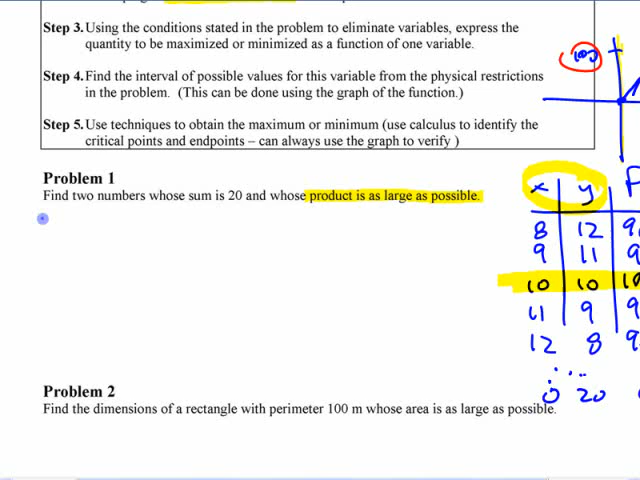 Step 3. Using the conditions stated in the problem to eliminate variables, express the
quantity to be maximized or minimized as a function of one variable.
Step 4. Find the interval of possible values for this variable from the physical restrictions
in the problem. (This can be done using the graph of the function.)
Step 5. Use techniques to obtain the maximum or minimum (use calculus to identify the
critical points and endpoints – can always use the graph to verify )
100
Problem 1
Find two numbers whose sum is 20 and whose product is as large as possible.
x y P
8 12 9
9 11 9
10 10 10
11 9 9
12 8 9
0 20
Problem 2
Find the dimensions of a rectangle with perimeter 100 m whose area is as large as possible.